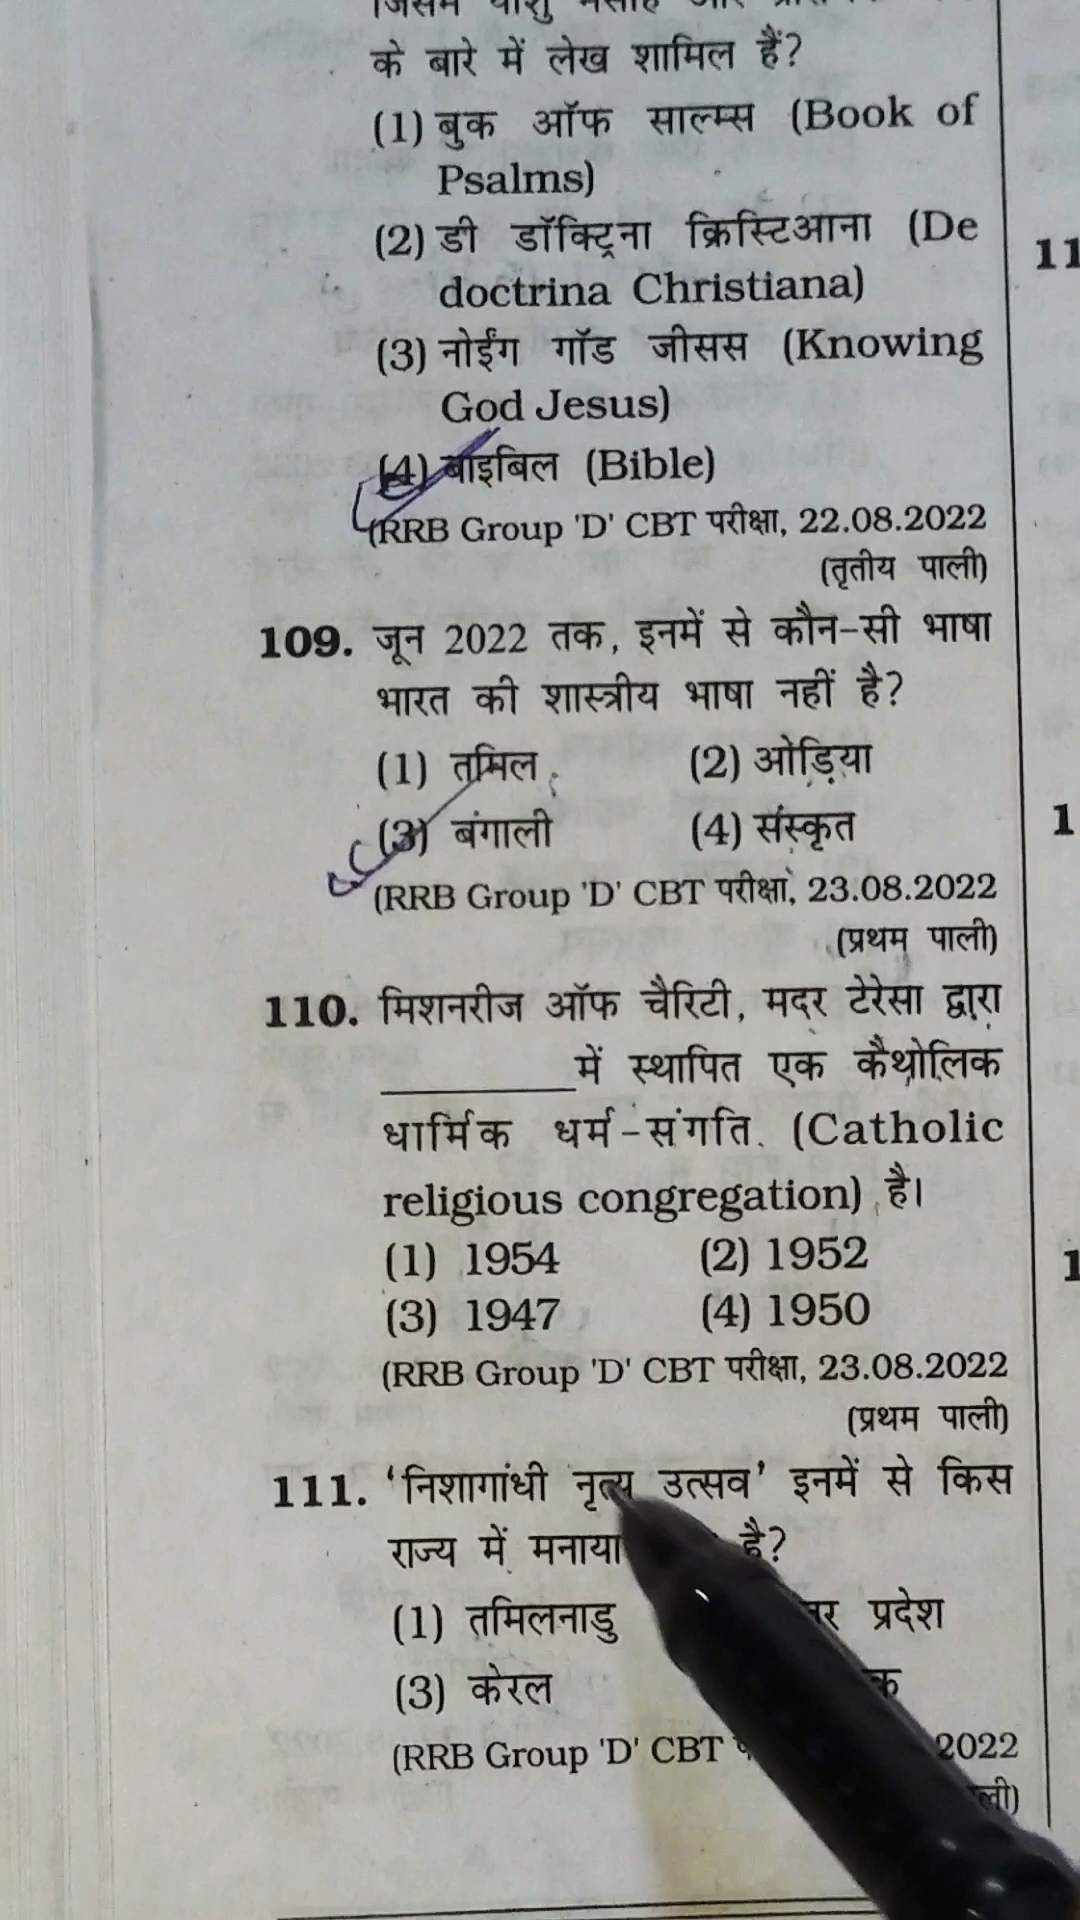 के बारे में लेख शामिल हैं?
(1) बुक ऑफ साल्म्स (Book of
Psalms)
(2) डी डॉक्ट्रिना क्रिस्टिआना (De
doctrina Christiana)
(3) नोईंग गॉड जीसस (Knowing
God Jesus)
(4) बाइबिल (Bible)
(RRB Group 'D' CBT परीक्षा, 22.08.2022
(तृतीय पाली)
109. जून 2022 तक, इनमें से कौन-सी भाषा
भारत की शास्त्रीय भाषा नहीं है?
(1) तमिल (2) ओड़िया
(3) बंगाली (4) संस्कृत
(RRB Group 'D' CBT परीक्षा, 23.08.2022
(प्रथम पाली)
110. मिशनरीज ऑफ चैरिटी, मदर टेरेसा द्वारा
__________में स्थापित एक कैथोलिक
धार्मिक धर्म-संगति (Catholic
religious congregation) है।
(1) 1954 (2) 1952
(3) 1947 (4) 1950
(RRB Group 'D' CBT परीक्षा, 23.08.2022
(प्रथम पाली)
111. 'निशागांधी नृत्य उत्सव' इनमें से किस
राज्य में मनाया है?
(1) तमिलनाडु प्रदेश
(3) केरल
(RRB Group 'D' CBT 2022
11
1
1